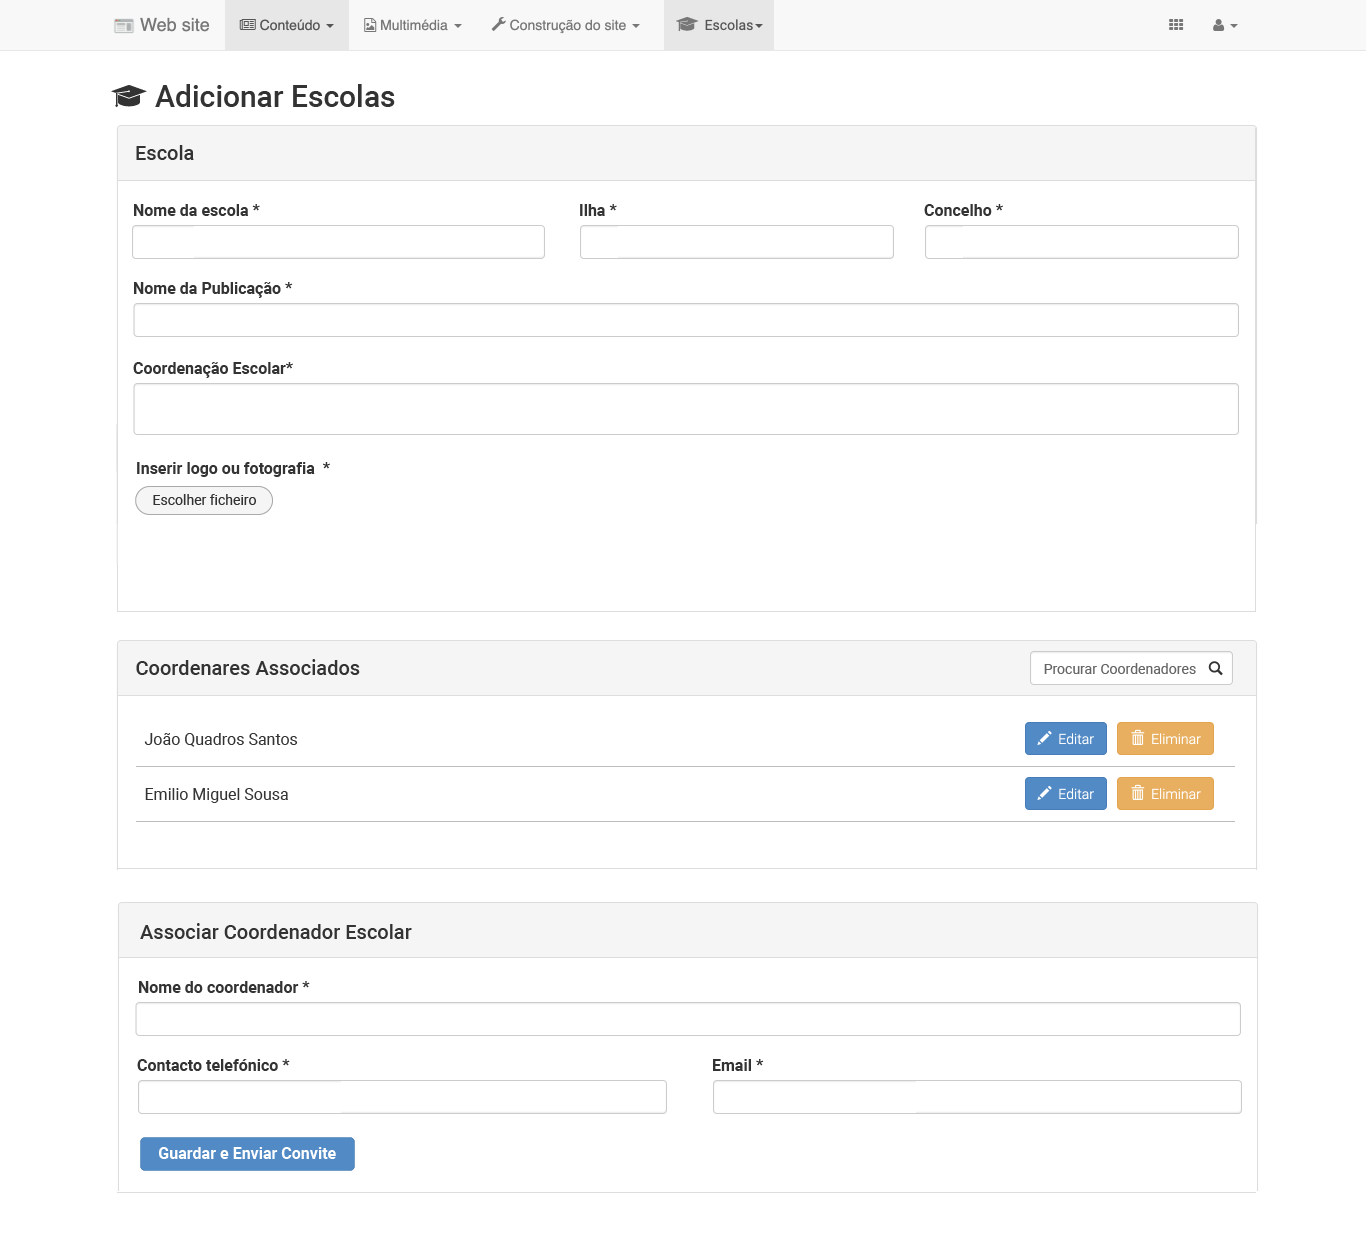 Web site Conteúdo Multimédia Construção do site Escolas
Adicionar Escolas
Escola
Nome da escola * Ilha * Concelho *
Nome da Publicação *
Coordenação Escolar*
Inserir logo ou fotografia *
Escolher ficheiro
Coordenares Associados Procurar Coordenadores
João Quadros Santos Editar Eliminar
Emilio Miguel Sousa Editar Eliminar
Associar Coordenador Escolar
Nome do coordenador *
Contacto telefónico * Email *
Guardar e Enviar Convite